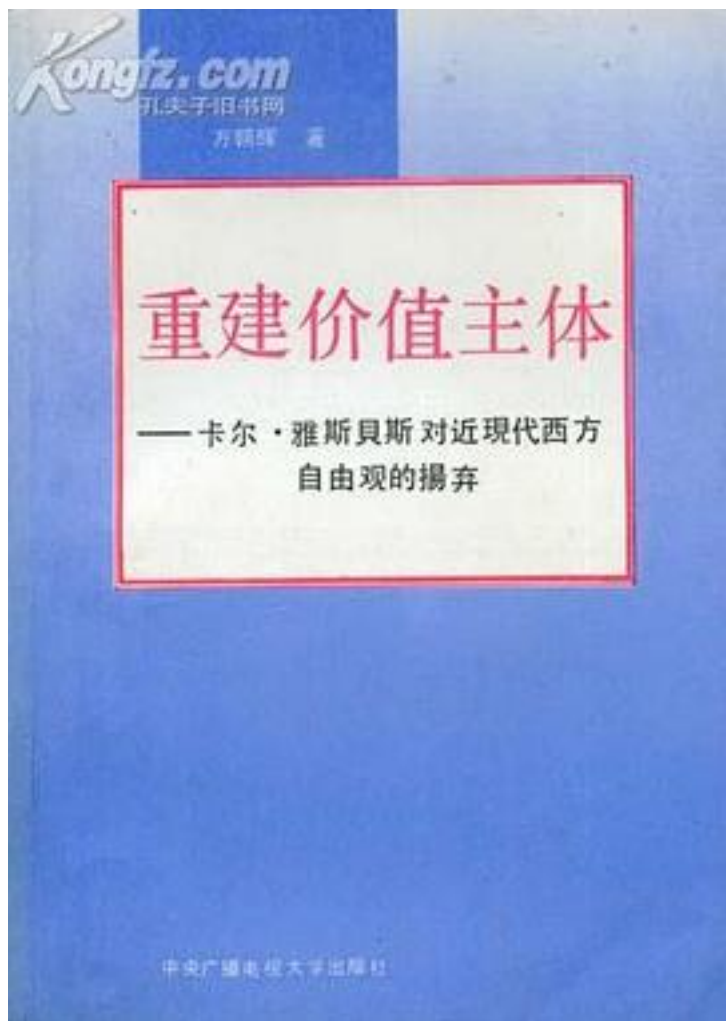 Kongfz.com
孔夫子旧书网
方朝晖 著
重建价值主体
——卡尔·雅斯貝斯对近現代西方
自由观的揚弃
中央广播电视大学出版社